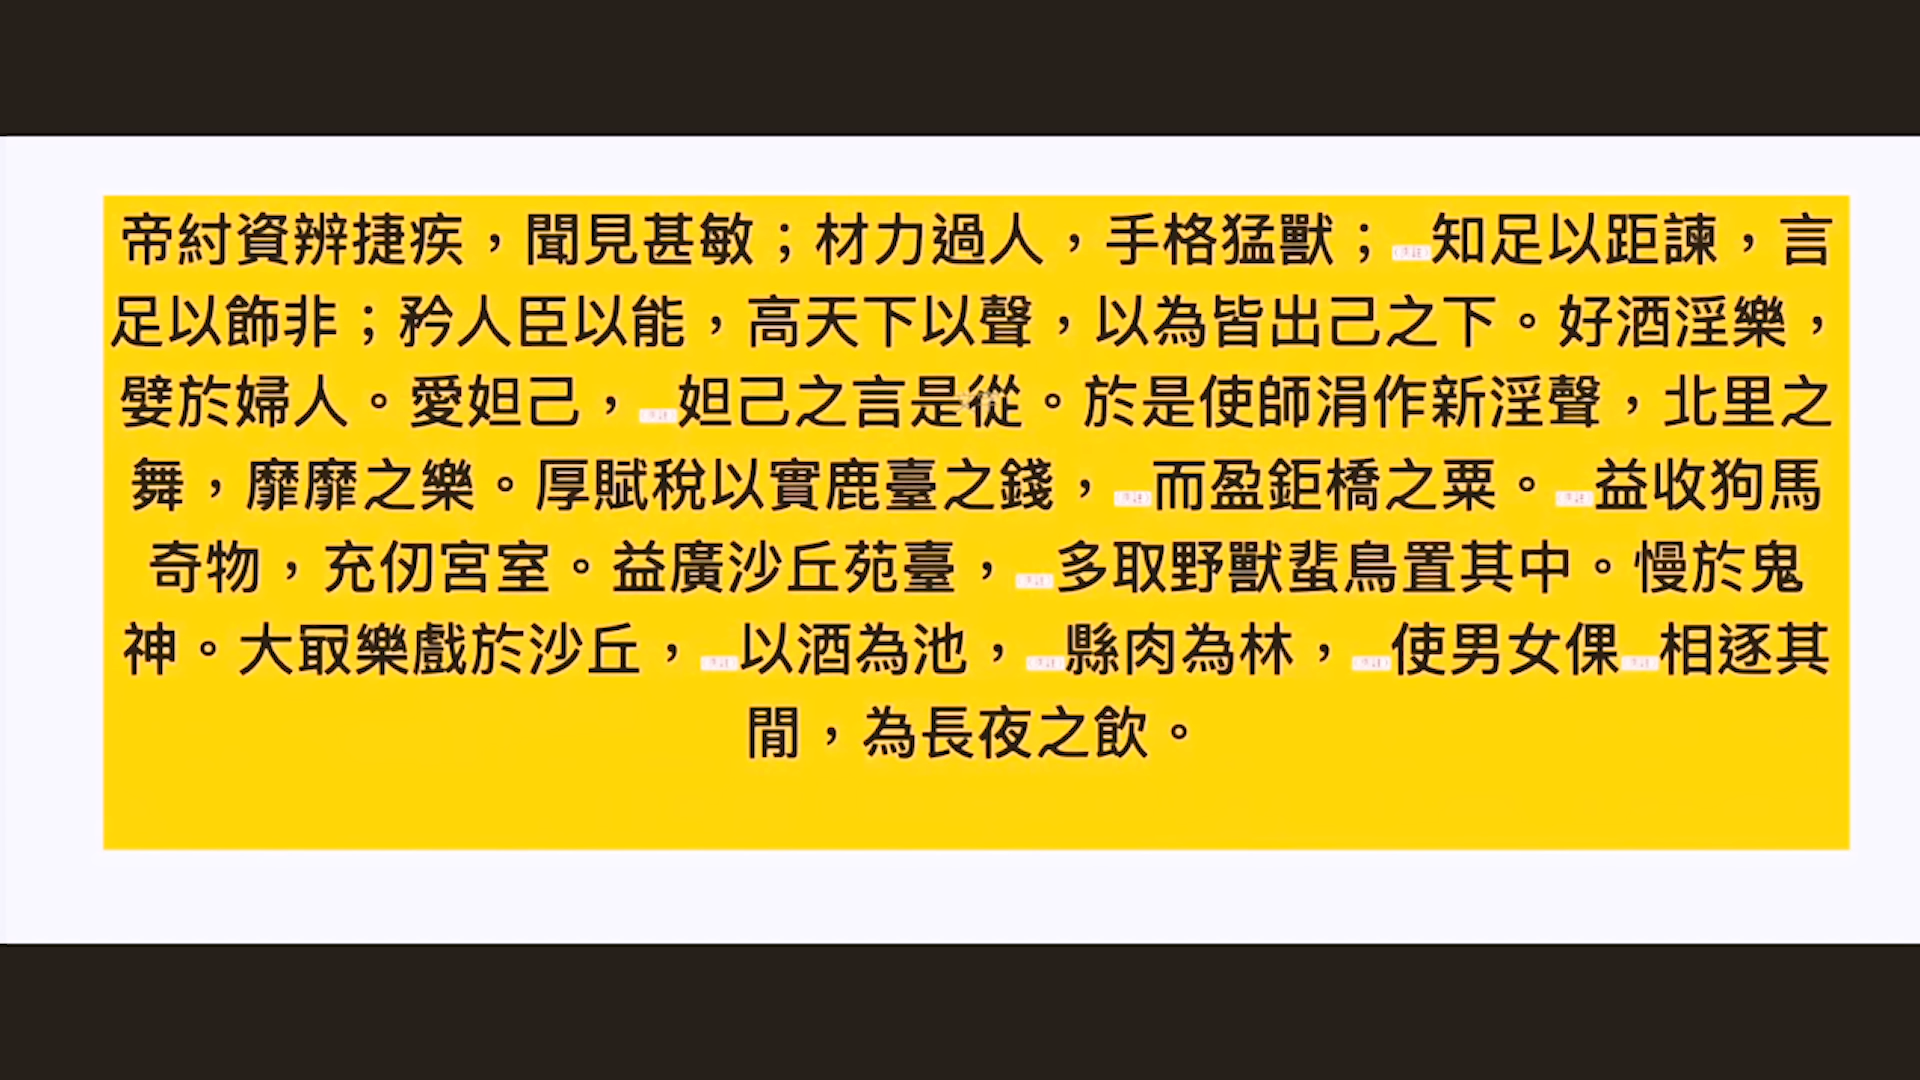 帝紂資辨捷疾，聞見甚敏；材力過人，手格猛獸；知足以距諫，言
足以飾非；矜人臣以能，高天下以聲，以為皆出己之下。好酒淫樂，
嬖於婦人。愛妲己，妲己之言是從。於是使師涓作新淫聲，北里之
舞，靡靡之樂。厚賦稅以實鹿臺之錢，而盈鉅橋之粟。益收狗馬
奇物，充仞宮室。益廣沙丘苑臺，多取野獸蜚鳥置其中。慢於鬼
神。大冣樂戲於沙丘，以酒為池，縣肉為林，使男女倮相逐其
閒，為長夜之飲。